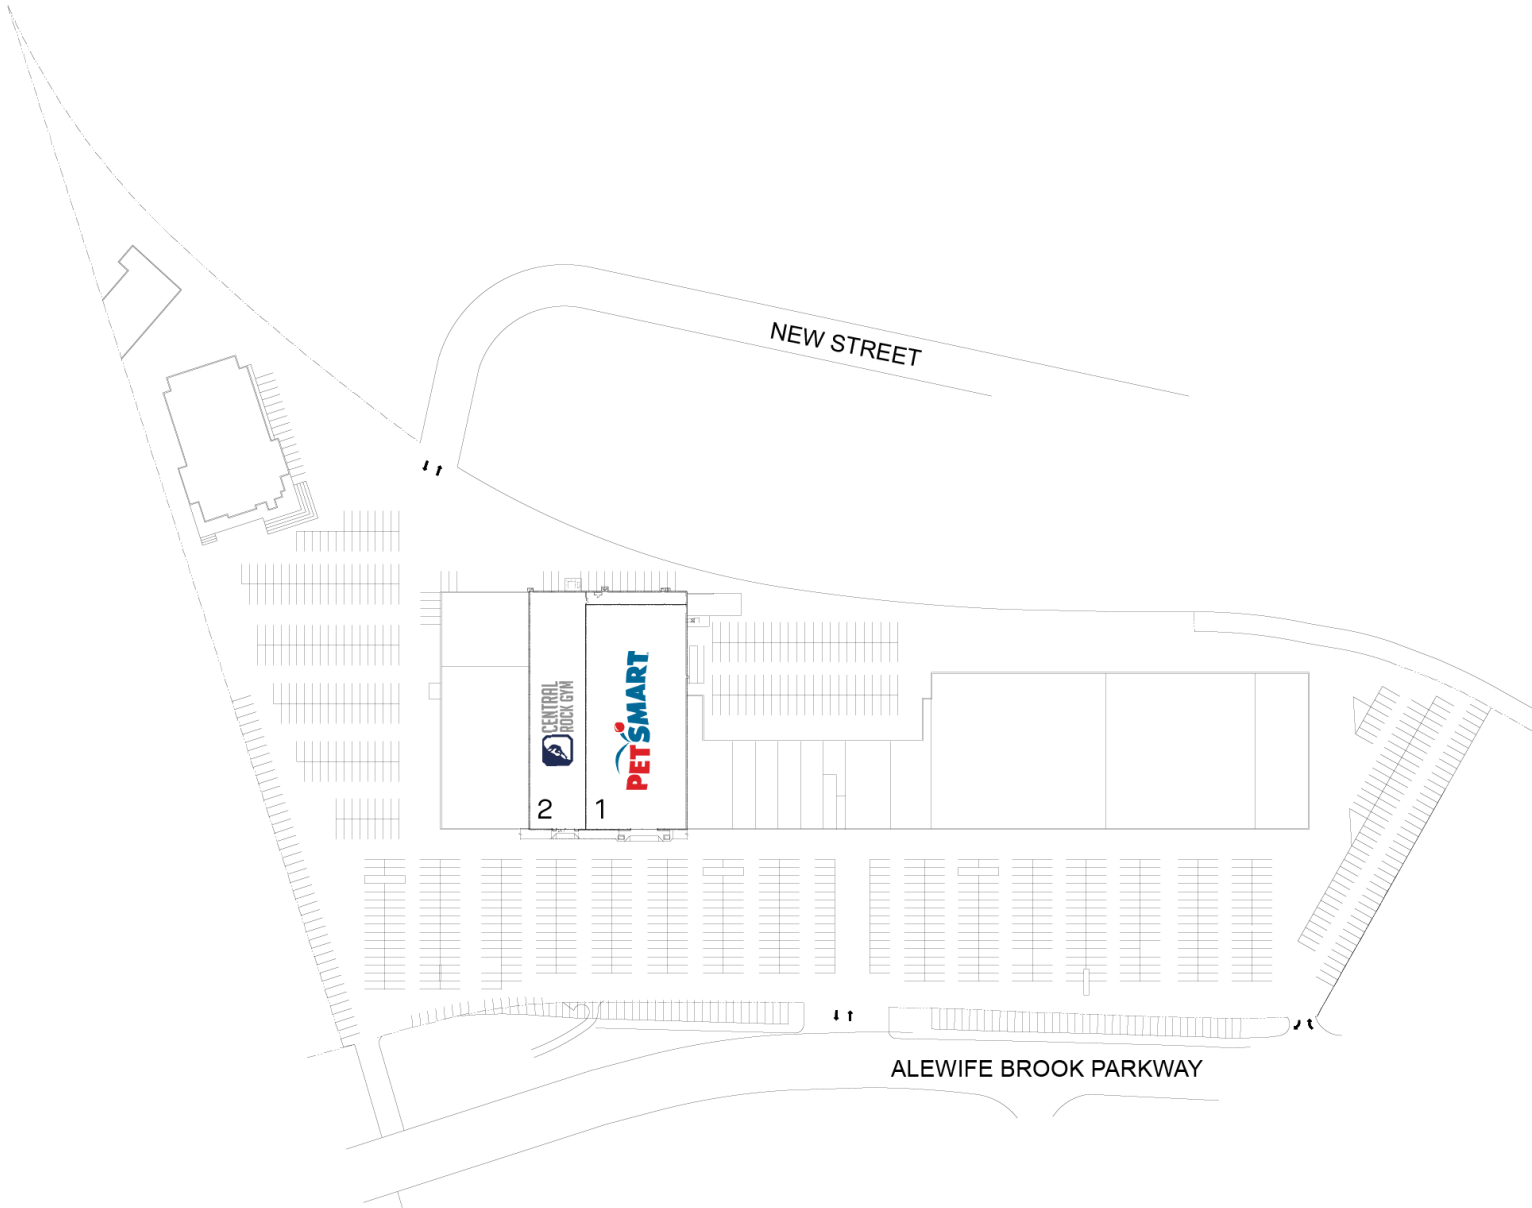 NEW STREET
CENTRAL
ROCK GYM
PETSMART
2
1
ALEWIFE BROOK PARKWAY